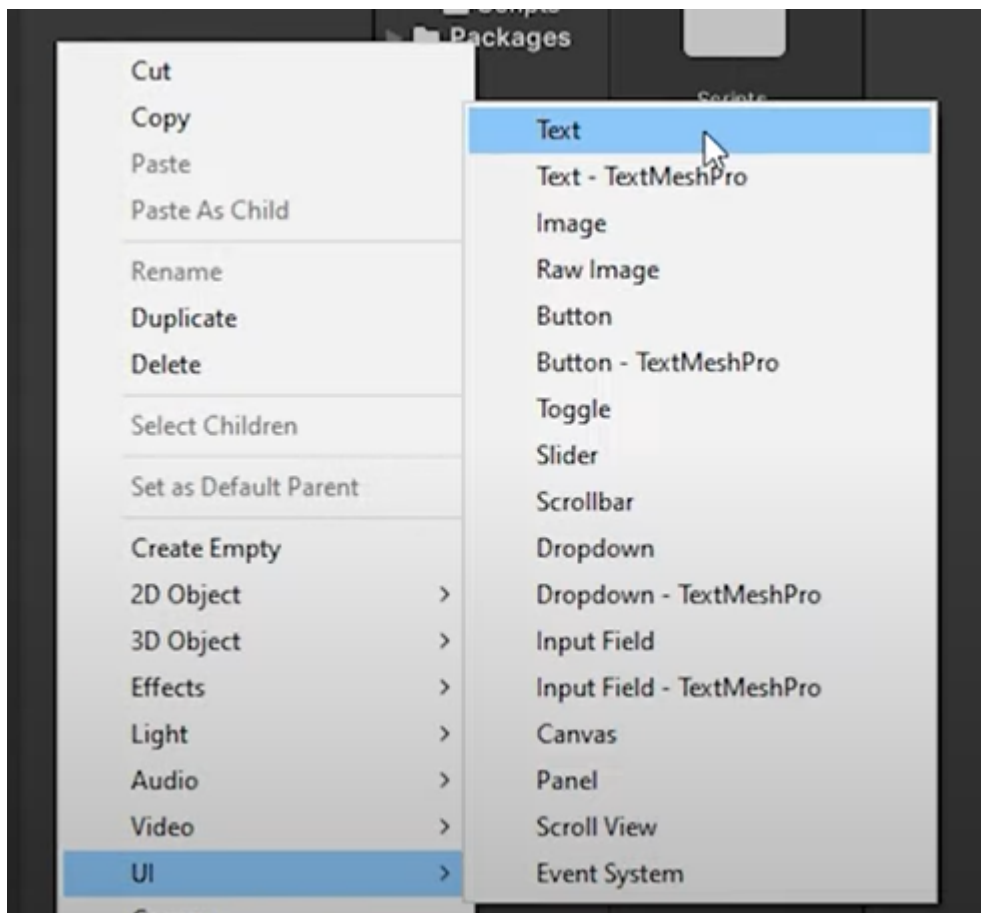 Scripts
Packages
Scripts
Cut
Copy
Paste
Paste As Child
Rename
Duplicate
Delete
Select Children
Set as Default Parent
Create Empty
2D Object
3D Object
Effects
Light
Audio
Video
UI
Text
Text - TextMeshPro
Image
Raw Image
Button
Button - TextMeshPro
Toggle
Slider
Scrollbar
Dropdown
Dropdown - TextMeshPro
Input Field
Input Field - TextMeshPro
Canvas
Panel
Scroll View
Event System